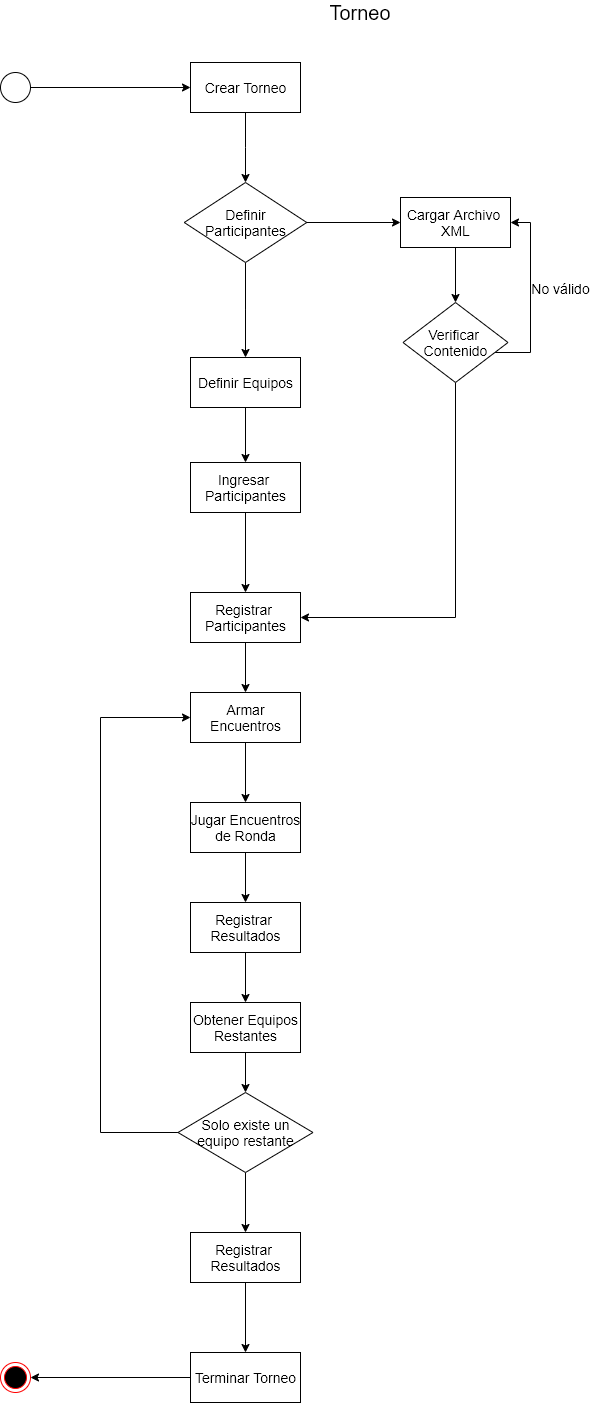 Torneo
Crear Torneo
Definir
Participantes
Cargar Archivo
XML
No válido
Verificar
Contenido
Definir Equipos
Ingresar
Participantes
Registrar
Participantes
Armar
Encuentros
Jugar Encuentros
de Ronda
Registrar
Resultados
Obtener Equipos
Restantes
Solo existe un
equipo restante
Registrar
Resultados
Terminar Torneo